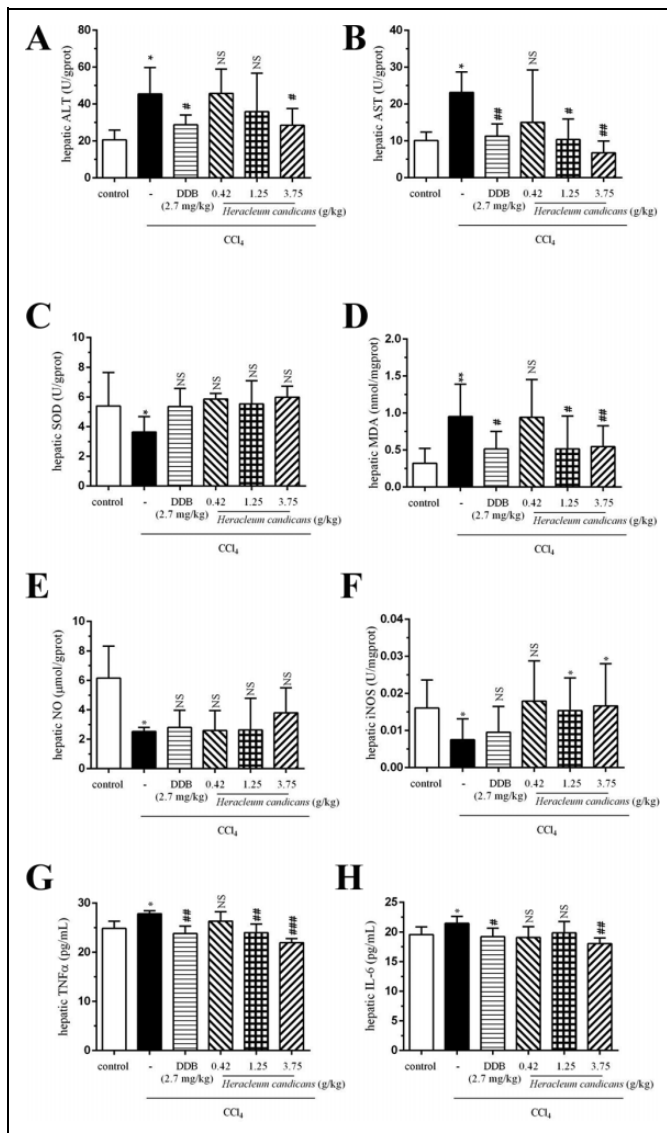 A
hepatic ALT (U/gprot)
80
60
40
20
0
*
#
NS
NS
#
control - DDB 0.42 1.25 3.75
(2.7 mg/kg) Heracleum candicans (g/kg)
CCl₄
B
hepatic AST (U/gprot)
40
30
20
10
0
*
##
NS
#
##
control - DDB 0.42 1.25 3.75
(2.7 mg/kg) Heracleum candicans (g/kg)
CCl₄
C
hepatic SOD (U/gprot)
10
8
6
4
2
0
*
NS
NS
NS
NS
control - DDB 0.42 1.25 3.75
(2.7 mg/kg) Heracleum candicans (g/kg)
CCl₄
D
hepatic MDA (nmol/mgprot)
2.0
1.5
1.0
0.5
0.0
**
#
NS
#
##
control - DDB 0.42 1.25 3.75
(2.7 mg/kg) Heracleum candicans (g/kg)
CCl₄
E
hepatic NO (μmol/gprot)
10
8
6
4
2
0
*
NS
NS
NS
NS
control - DDB 0.42 1.25 3.75
(2.7 mg/kg) Heracleum candicans (g/kg)
CCl₄
F
hepatic iNOS (U/mgprot)
0.04
0.03
0.02
0.01
0.00
*
NS
NS
*
*
control - DDB 0.42 1.25 3.75
(2.7 mg/kg) Heracleum candicans (g/kg)
CCl₄
G
hepatic TNFα (pg/mL)
40
30
20
10
0
*
##
NS
##
###
control - DDB 0.42 1.25 3.75
(2.7 mg/kg) Heracleum candicans (g/kg)
CCl₄
H
hepatic IL-6 (pg/mL)
30
25
20
15
10
5
0
*
#
NS
NS
##
control - DDB 0.42 1.25 3.75
(2.7 mg/kg) Heracleum candicans (g/kg)
CCl₄